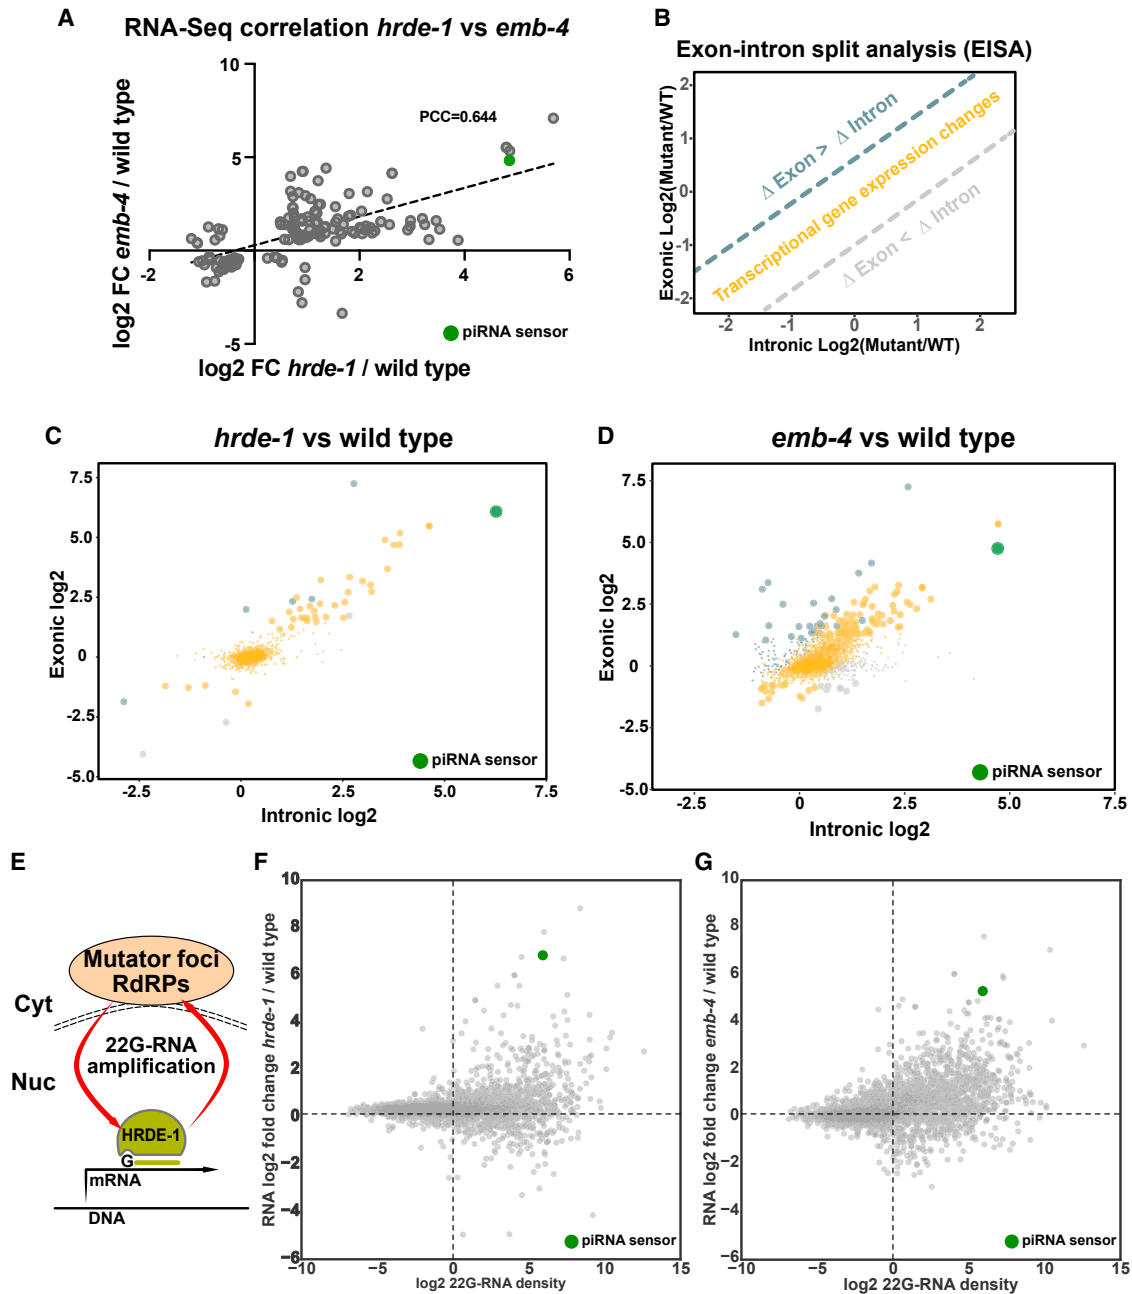 A
RNA-Seq correlation hrde-1 vs emb-4
10
5
-5
-2
2
4
6
PCC=0.644
piRNA sensor
log2 FC emb-4 / wild type
log2 FC hrde-1 / wild type
B
Exon-intron split analysis (EISA)
2
1
0
-1
-2
Δ Exon > Δ Intron
Transcriptional gene expression changes
Δ Exon < Δ Intron
-2
-1
0
1
2
Exonic Log2(Mutant/WT)
Intronic Log2(Mutant/WT)
C
hrde-1 vs wild type
7.5
5.0
2.5
0
-2.5
-5.0
piRNA sensor
-2.5
0
2.5
5.0
7.5
Exonic log2
Intronic log2
D
emb-4 vs wild type
7.5
5.0
2.5
0
-2.5
-5.0
piRNA sensor
-2.5
0
2.5
5.0
7.5
Exonic log2
Intronic log2
E
Mutator foci
RdRPs
Cyt
22G-RNA
amplification
Nuc
HRDE-1
G
mRNA
DNA
F
10
8
6
4
2
0
−2
−4
−6
piRNA sensor
−10
−5
0
5
10
15
RNA log2 fold change hrde-1 / wild type
log2 22G-RNA density
G
10
8
6
4
2
0
−2
−4
−6
piRNA sensor
−10
−5
0
5
10
15
RNA log2 fold change emb-4 / wild type
log2 22G-RNA density